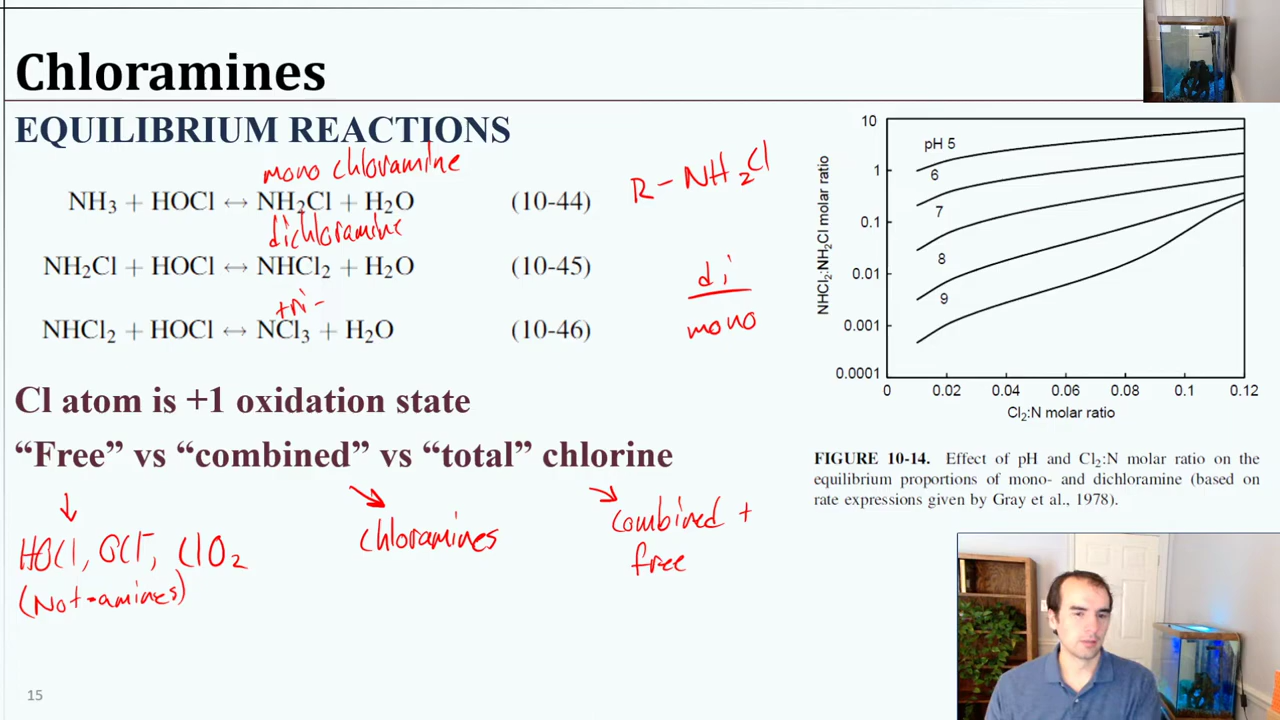 Chloramines
EQUILIBRIUM REACTIONS
mono chloramine
NH₃ + HOCl ↔ NH₂Cl + H₂O (10-44)
dichloramine
NH₂Cl + HOCl ↔ NHCl₂ + H₂O (10-45)
tri-
NHCl₂ + HOCl ↔ NCl₃ + H₂O (10-46)
R-NH₂Cl
di
mono
Cl atom is +1 oxidation state
“Free” vs “combined” vs “total” chlorine
HOCl, OCl⁻, ClO₂
(Not-amines)
chloramines
combined +
free
15
NHCl₂:NH₂Cl molar ratio
10
1
0.1
0.01
0.001
0.0001
pH 5
6
7
8
9
0 0.02 0.04 0.06 0.08 0.1 0.12
Cl₂:N molar ratio
FIGURE 10-14. Effect of pH and Cl₂:N molar ratio on the
equilibrium proportions of mono- and dichloramine (based on
rate expressions given by Gray et al., 1978).